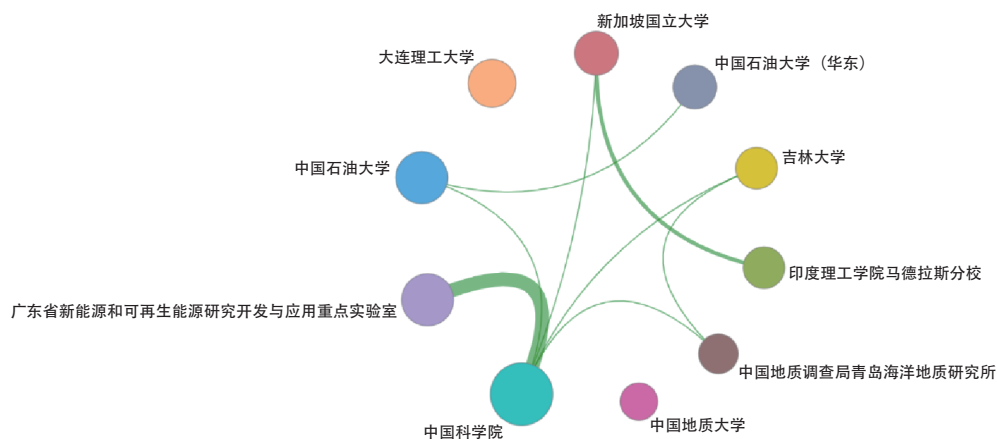 新加坡国立大学
大连理工大学
中国石油大学（华东）
中国石油大学
吉林大学
印度理工学院马德拉斯分校
广东省新能源和可再生能源研究开发与应用重点实验室
中国地质调查局青岛海洋地质研究所
中国地质大学
中国科学院